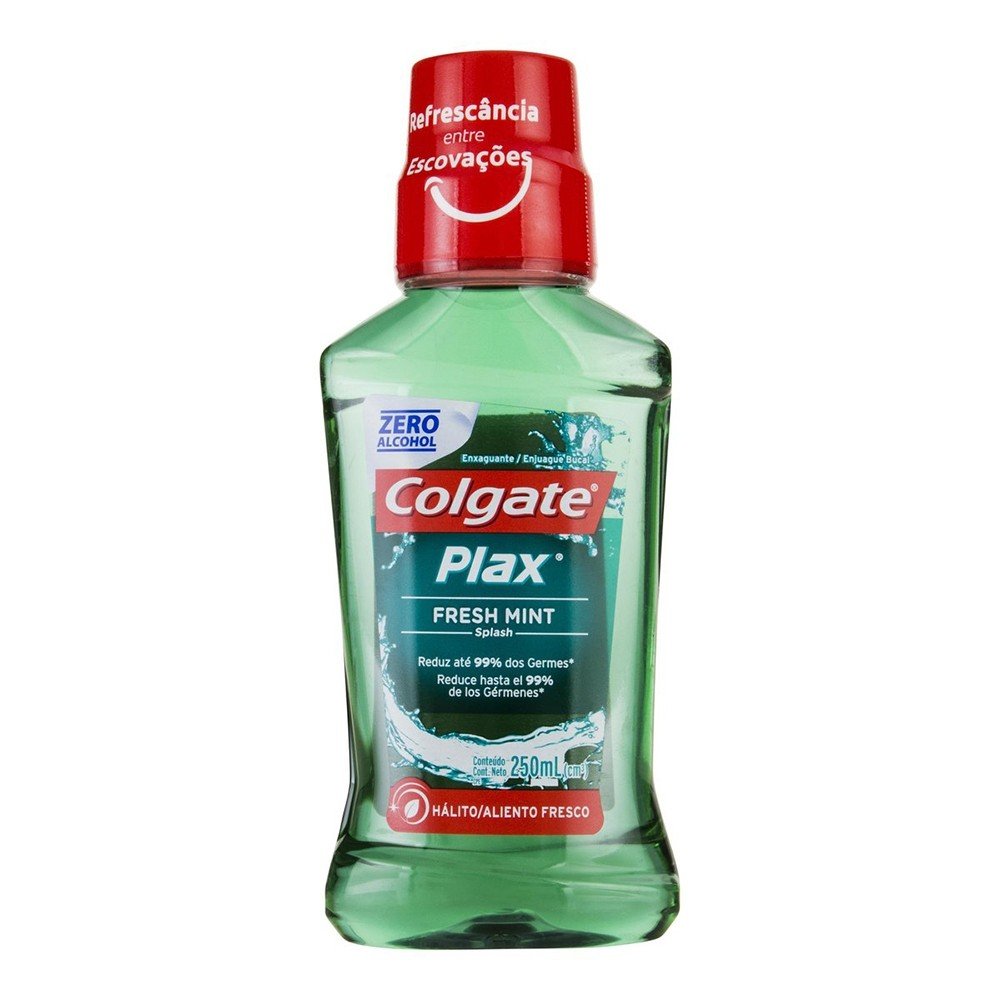 Refrescância
entre
Escovações
ZERO
ALCOHOL
Enxaguante / Enjuague Bucal
Colgate®
Plax®
FRESH MINT
Splash
Reduz até 99% dos Germes*
Reduce hasta el 99%
de los Gérmenes*
Conteúdo
Cont. Neto 250mL (cm³)
HÁLITO/ALIENTO FRESCO